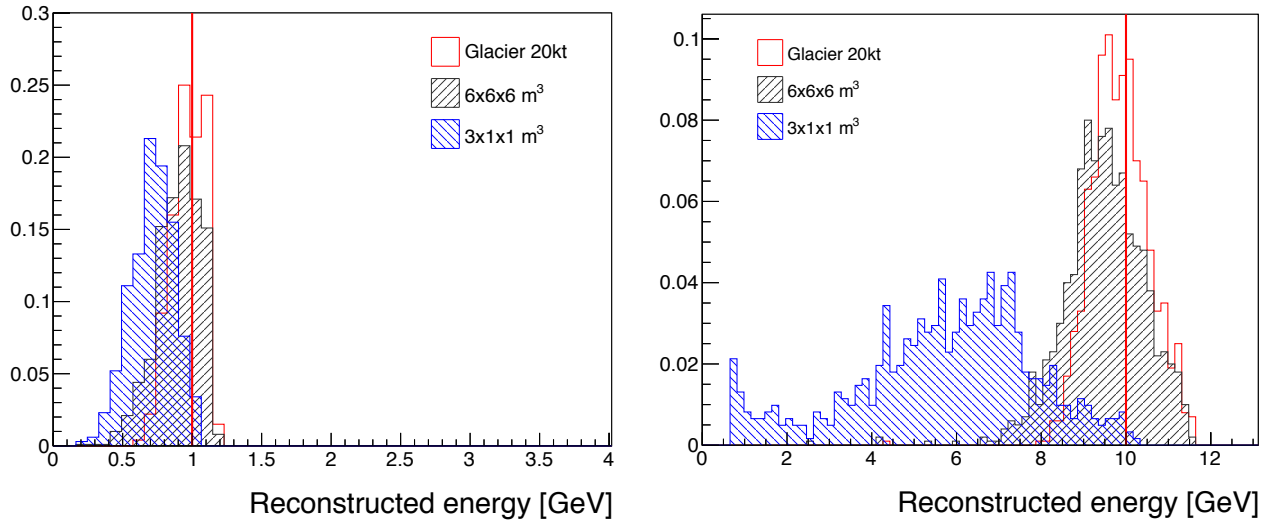 0.3
0.25
0.2
0.15
0.1
0.05
0
0 0.5 1 1.5 2 2.5 3 3.5 4
Reconstructed energy [GeV]
Glacier 20kt
6x6x6 m³
3x1x1 m³
0.1
0.08
0.06
0.04
0.02
0
0 2 4 6 8 10 12
Reconstructed energy [GeV]
Glacier 20kt
6x6x6 m³
3x1x1 m³